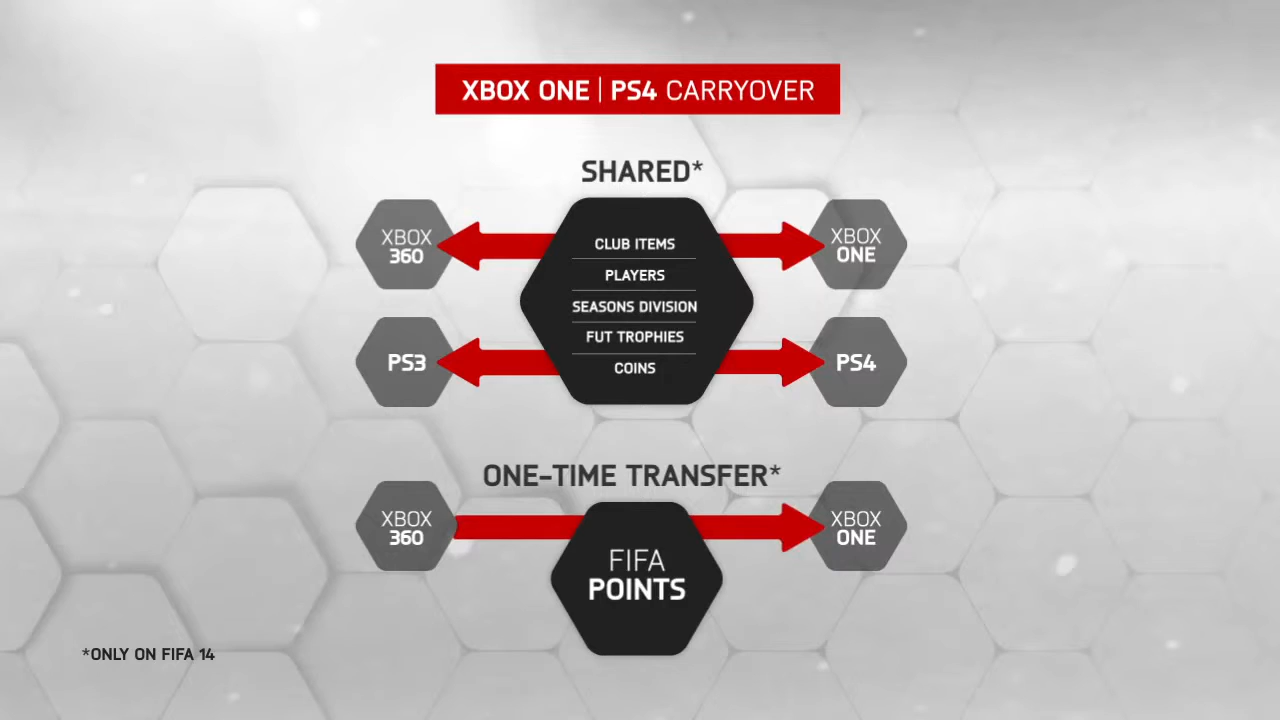 XBOX ONE | PS4 CARRYOVER
SHARED*
XBOX
360
CLUB ITEMS
PLAYERS
SEASONS DIVISION
FUT TROPHIES
COINS
XBOX
ONE
PS3
PS4
ONE-TIME TRANSFER*
XBOX
360
FIFA
POINTS
XBOX
ONE
*ONLY ON FIFA 14